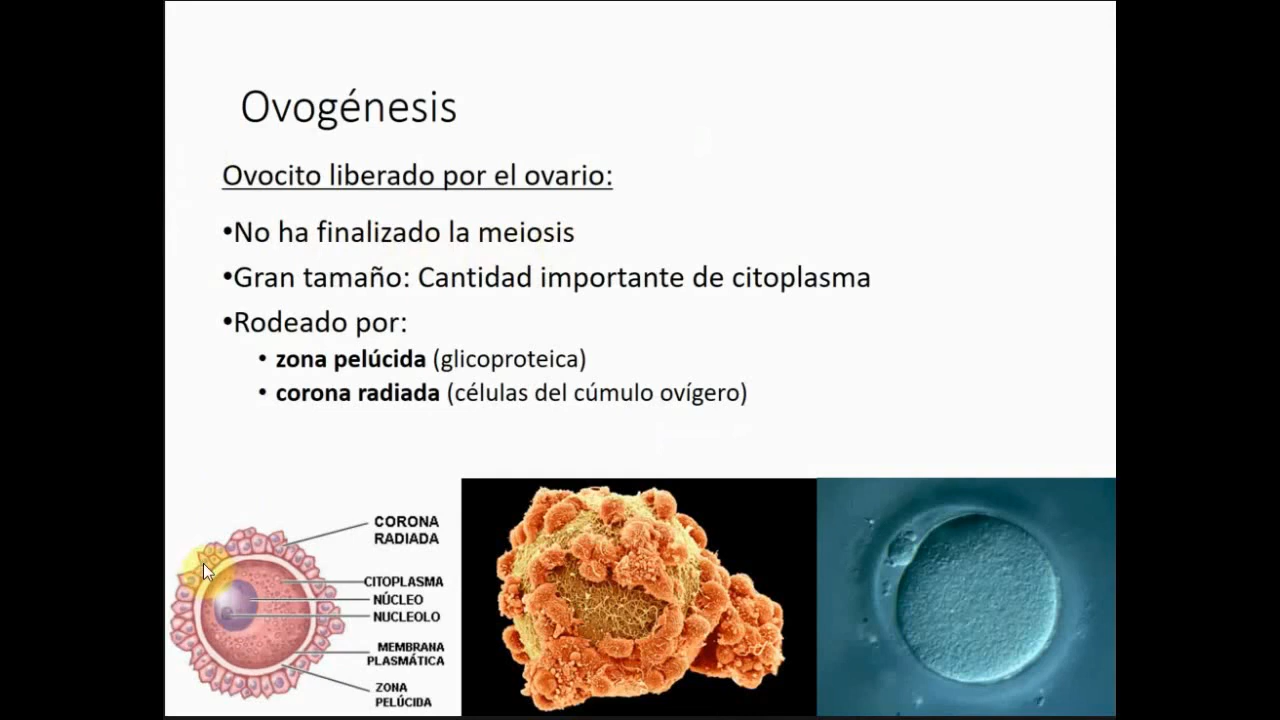 Ovogénesis
Ovocito liberado por el ovario:
•No ha finalizado la meiosis
•Gran tamaño: Cantidad importante de citoplasma
•Rodeado por:
• zona pelúcida (glicoproteica)
• corona radiada (células del cúmulo ovígero)
CORONA
RADIADA
CITOPLASMA
NÚCLEO
NUCLEOLO
MEMBRANA
PLASMÁTICA
ZONA
PELÚCIDA